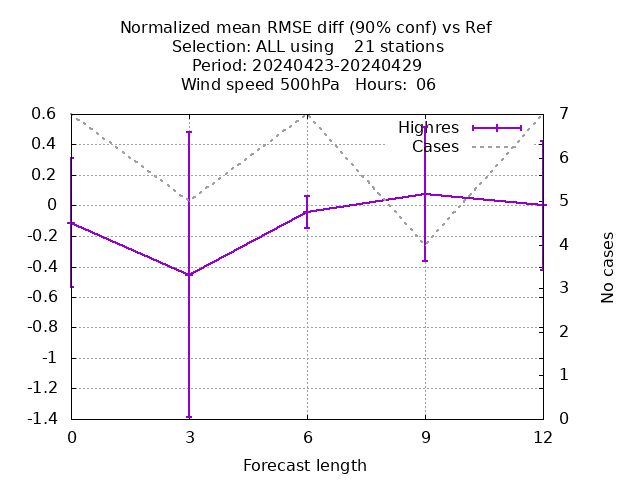 Normalized mean RMSE diff (90% conf) vs Ref
Selection: ALL using    21 stations
Period: 20240423-20240429
Wind speed 500hPa   Hours:  06
Highres
Cases
0.6
0.4
0.2
0
-0.2
-0.4
-0.6
-0.8
-1
-1.2
-1.4
7
6
5
4
3
2
1
0
No cases
0 3 6 9 12
Forecast length